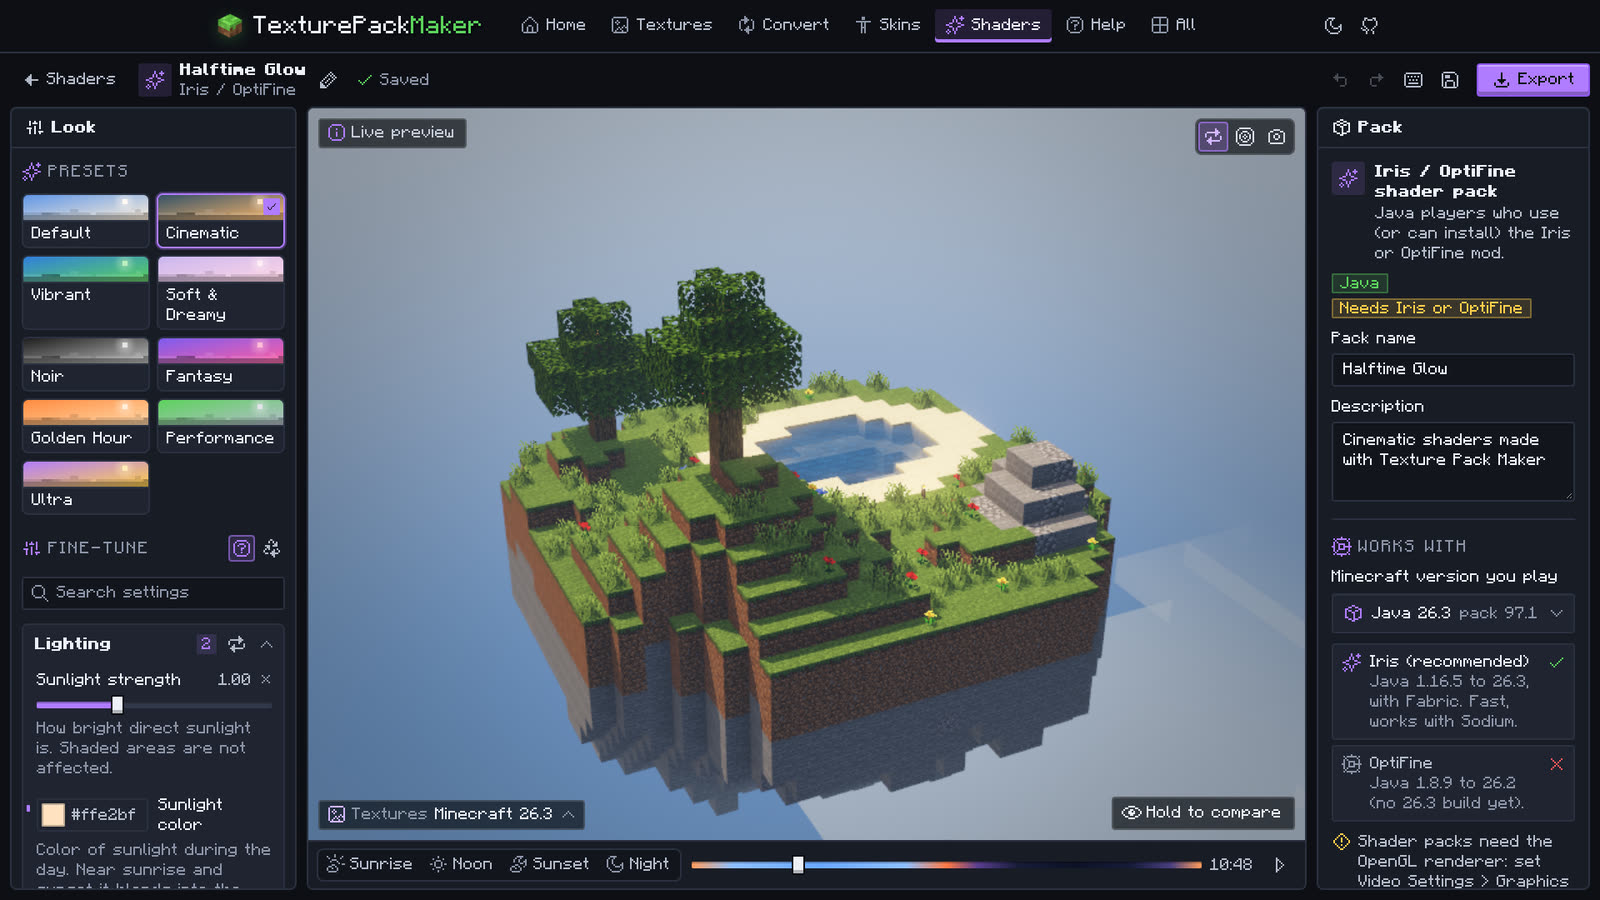 TexturePackMaker
Home
Textures
Convert
Skins
Shaders
Help
All
Shaders
Halftime Glow
Iris / OptiFine
Saved
Export
Look
PRESETS
Default
Cinematic
Vibrant
Soft &
Dreamy
Noir
Fantasy
Golden Hour
Performance
Ultra
FINE-TUNE
Search settings
Lighting
2
Sunlight strength
1.00
How bright direct sunlight
is. Shaded areas are not
affected.
#ffe2bf
Sunlight
color
Color of sunlight during the
day. Near sunrise and
sunset it blends into the
Live preview
Textures Minecraft 26.3
Hold to compare
Sunrise
Noon
Sunset
Night
10:48
Pack
Iris / OptiFine
shader pack
Java players who use
(or can install) the Iris
or OptiFine mod.
Java
Needs Iris or OptiFine
Pack name
Halftime Glow
Description
Cinematic shaders made
with Texture Pack Maker
WORKS WITH
Minecraft version you play
Java 26.3 pack 97.1
Iris (recommended)
Java 1.16.5 to 26.3,
with Fabric. Fast,
works with Sodium.
OptiFine
Java 1.8.9 to 26.2
(no 26.3 build yet).
Shader packs need the
OpenGL renderer: set
Video Settings > Graphics